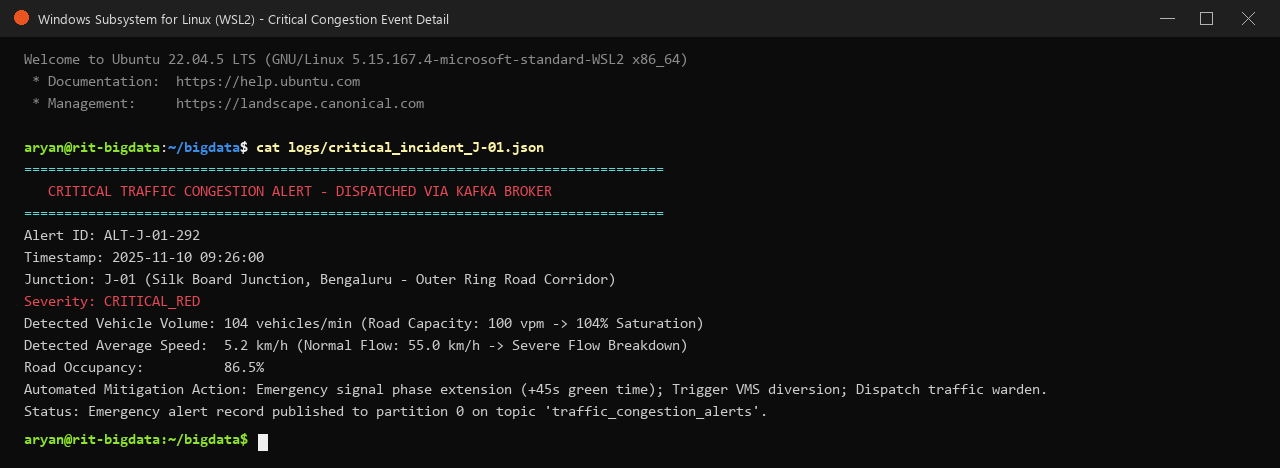 Windows Subsystem for Linux (WSL2) - Critical Congestion Event Detail
Welcome to Ubuntu 22.04.5 LTS (GNU/Linux 5.15.167.4-microsoft-standard-WSL2 x86_64)
 * Documentation:  https://help.ubuntu.com
 * Management:     https://landscape.canonical.com
aryan@rit-bigdata:~/bigdata$ cat logs/critical_incident_J-01.json
================================================================================
   CRITICAL TRAFFIC CONGESTION ALERT - DISPATCHED VIA KAFKA BROKER
================================================================================
Alert ID: ALT-J-01-292
Timestamp: 2025-11-10 09:26:00
Junction: J-01 (Silk Board Junction, Bengaluru - Outer Ring Road Corridor)
Severity: CRITICAL_RED
Detected Vehicle Volume: 104 vehicles/min (Road Capacity: 100 vpm -> 104% Saturation)
Detected Average Speed:  5.2 km/h (Normal Flow: 55.0 km/h -> Severe Flow Breakdown)
Road Occupancy:          86.5%
Automated Mitigation Action: Emergency signal phase extension (+45s green time); Trigger VMS diversion; Dispatch traffic warden.
Status: Emergency alert record published to partition 0 on topic 'traffic_congestion_alerts'.
aryan@rit-bigdata:~/bigdata$